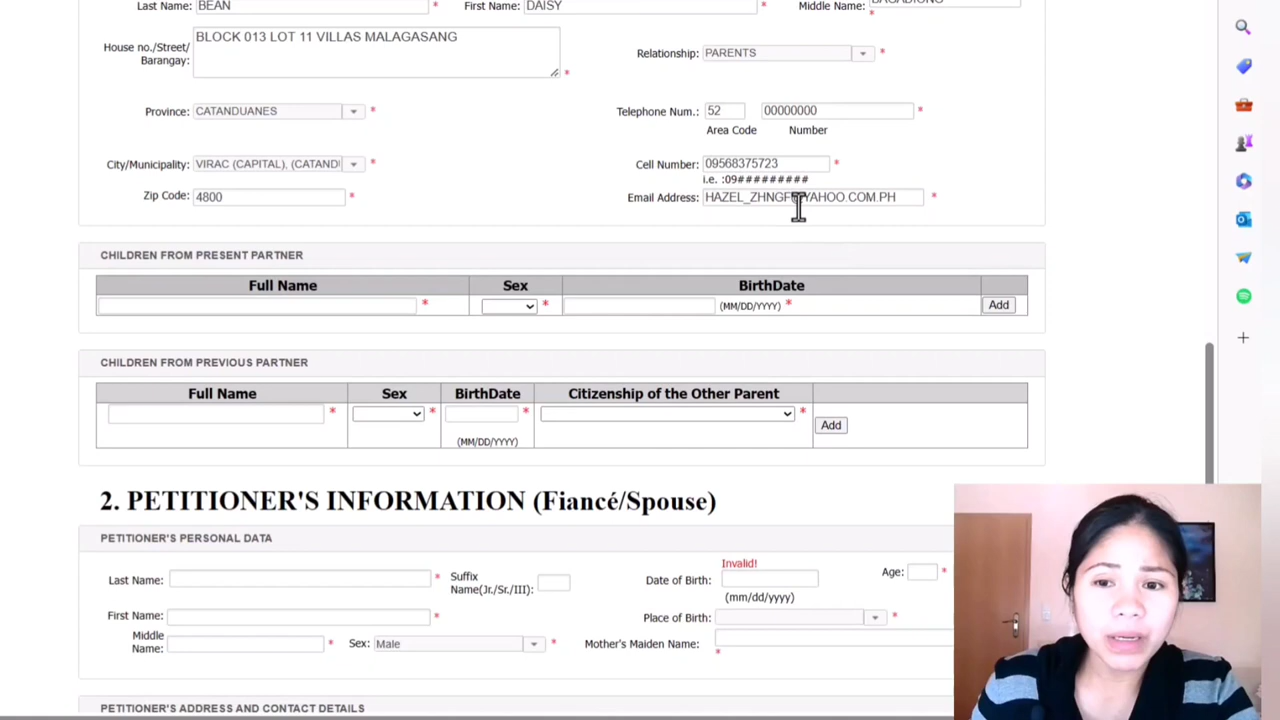 Last Name: BEAN * First Name: DAISY * Middle Name: *
House no./Street/ Barangay: BLOCK 013 LOT 11 VILLAS MALAGASANG *
Relationship: PARENTS *
Province: CATANDUANES *
Telephone Num.: 52 00000000 *
Area Code Number
City/Municipality: VIRAC (CAPITAL), (CATAND *
Cell Number: 09568375723 *
i.e. :09#########
Zip Code: 4800 *
Email Address: YAHOO.COM.PH *
CHILDREN FROM PRESENT PARTNER
Full Name Sex BirthDate
* * (MM/DD/YYYY) * Add
CHILDREN FROM PREVIOUS PARTNER
Full Name Sex BirthDate Citizenship of the Other Parent
* * * * Add
(MM/DD/YYYY)
2. PETITIONER'S INFORMATION (Fiancé/Spouse)
PETITIONER'S PERSONAL DATA
Invalid!
Last Name: * Suffix Name(Jr./Sr./III): Date of Birth: Age: *
(mm/dd/yyyy)
First Name: * Place of Birth: *
Middle Name: * Sex: Male * Mother's Maiden Name: *
PETITIONER'S ADDRESS AND CONTACT DETAILS